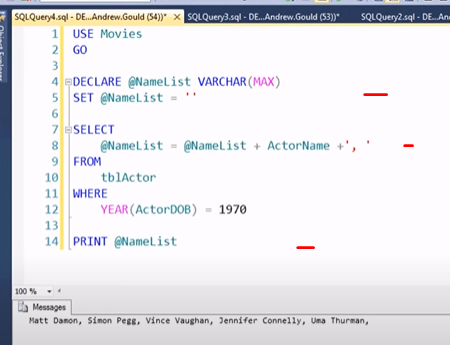 SQLQuery4.sql - DE...Andrew.Gould (54))* × SQLQuery3.sql - DE...Andrew.Gould (53))* SQLQuery2.sql - DE...An
1 USE Movies
2 GO
3
4 DECLARE @NameList VARCHAR(MAX)
5 SET @NameList = ''
6
7 SELECT
8 @NameList = @NameList + ActorName +', '
9 FROM
10 tblActor
11 WHERE
12 YEAR(ActorDOB) = 1970
13
14 PRINT @NameList
100 %
Messages
Matt Damon, Simon Pegg, Vince Vaughan, Jennifer Connelly, Uma Thurman,